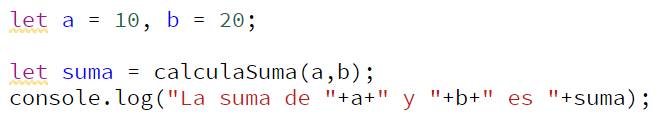 let a = 10, b = 20;
let suma = calculaSuma(a,b);
console.log("La suma de "+a+" y "+b+" es "+suma);